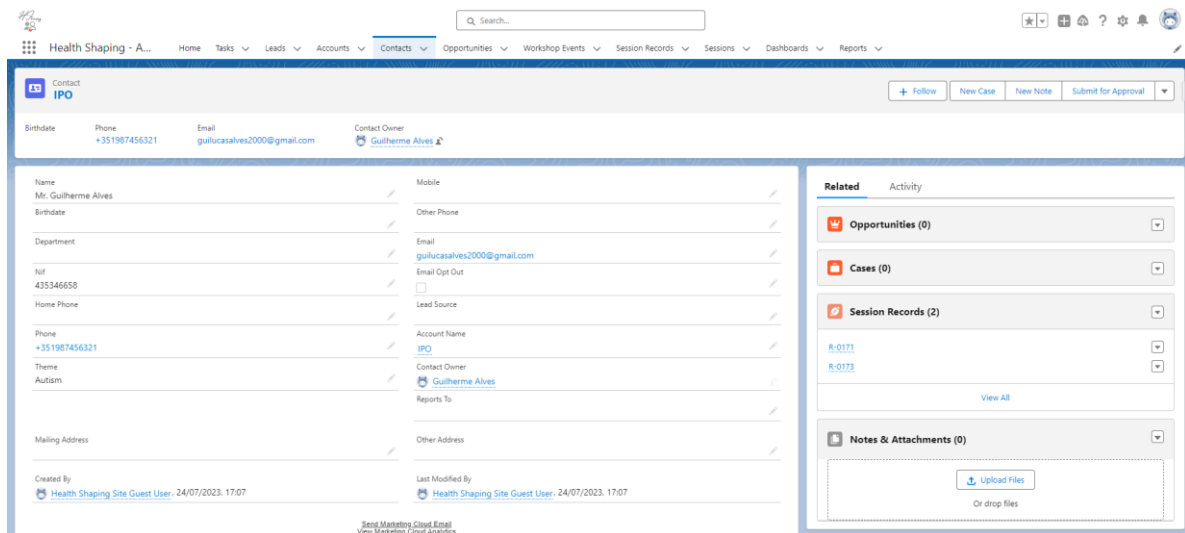 Search...
Health Shaping - A... Home Tasks Leads Accounts Contacts Opportunities Workshop Events Session Records Sessions Dashboards Reports
Contact
IPO
+ Follow New Case New Note Submit for Approval
Birthdate Phone Email Contact Owner
+351987456321 guilucasalves2000@gmail.com Guilherme Alves
Name
Mr. Guilherme Alves
Birthdate
Department
Nif
435346658
Home Phone
Phone
+351987456321
Theme
Autism
Mailing Address
Created By
Health Shaping Site Guest User, 24/07/2023, 17:07
Mobile
Other Phone
Email
guilucasalves2000@gmail.com
Email Opt Out
Lead Source
Account Name
IPO
Contact Owner
Guilherme Alves
Reports To
Other Address
Last Modified By
Health Shaping Site Guest User, 24/07/2023, 17:07
Send Marketing Cloud Email
View Marketing Cloud Analytics
Related Activity
Opportunities (0)
Cases (0)
Session Records (2)
R-0171
R-0173
View All
Notes & Attachments (0)
Upload Files
Or drop files